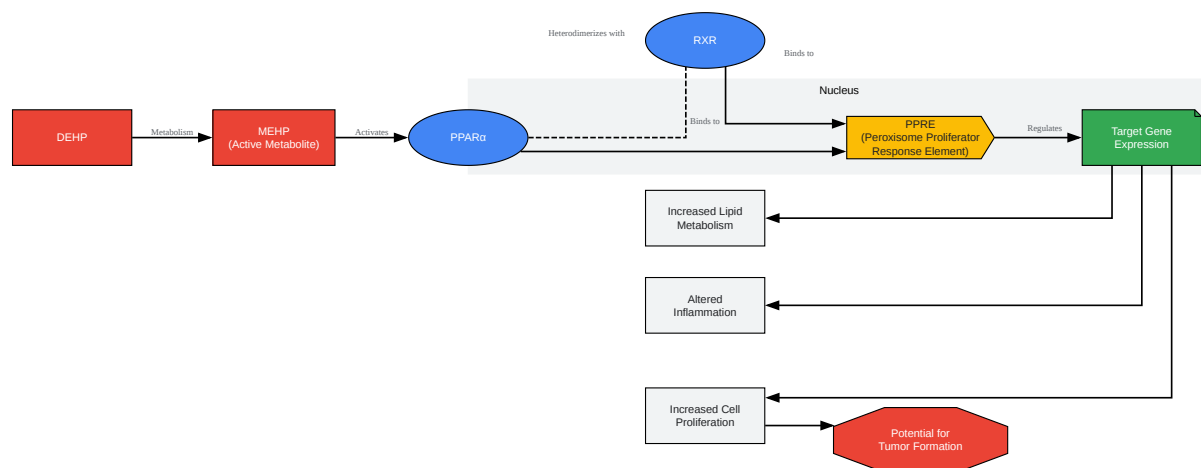 Heterodimerizes with
RXR
Binds to
Nucleus
DEHP
Metabolism
MEHP
(Active Metabolite)
Activates
PPARα
Binds to
PPRE
(Peroxisome Proliferator
Response Element)
Regulates
Target Gene
Expression
Increased Lipid
Metabolism
Altered
Inflammation
Increased Cell
Proliferation
Potential for
Tumor Formation